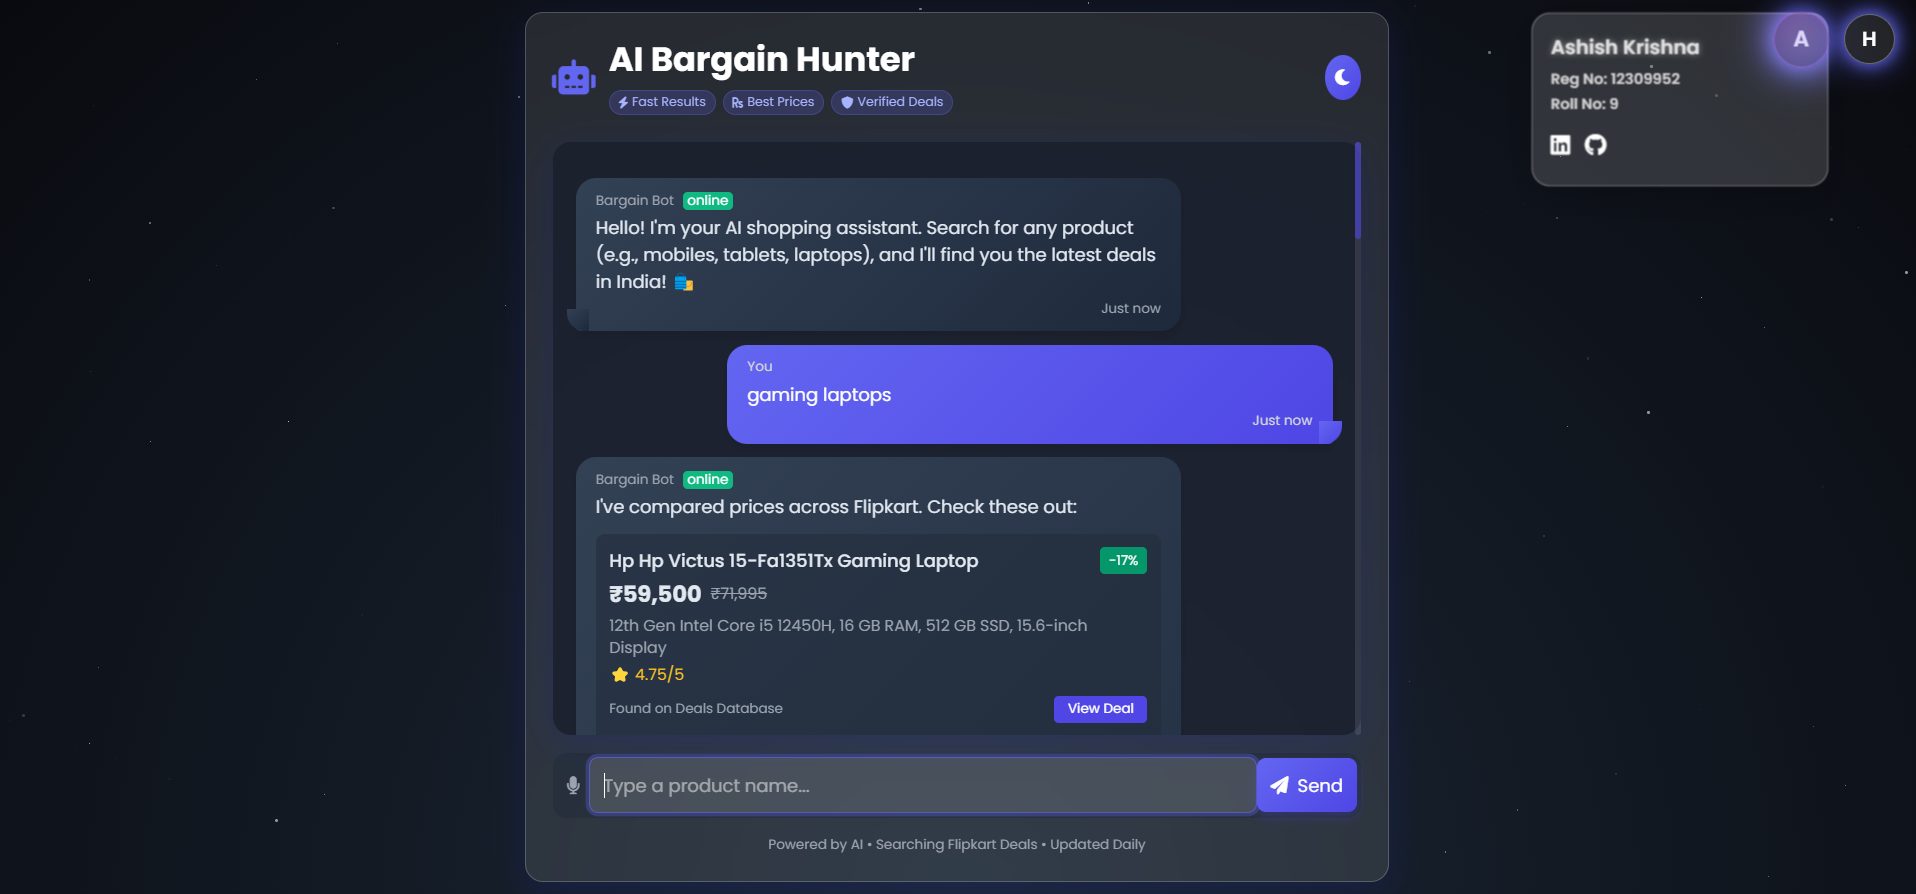 AI Bargain Hunter
Fast Results
Best Prices
Verified Deals
Bargain Bot online
Hello! I'm your AI shopping assistant. Search for any product
(e.g., mobiles, tablets, laptops), and I'll find you the latest deals
in India!
Just now
You
gaming laptops
Just now
Bargain Bot online
I've compared prices across Flipkart. Check these out:
Hp Hp Victus 15-Fa1351Tx Gaming Laptop
-17%
₹59,500 ₹71,995
12th Gen Intel Core i5 12450H, 16 GB RAM, 512 GB SSD, 15.6-inch
Display
4.75/5
Found on Deals Database
View Deal
Type a product name...
Send
Powered by AI • Searching Flipkart Deals • Updated Daily
Ashish Krishna
Reg No: 12309952
Roll No: 9
in
A
H